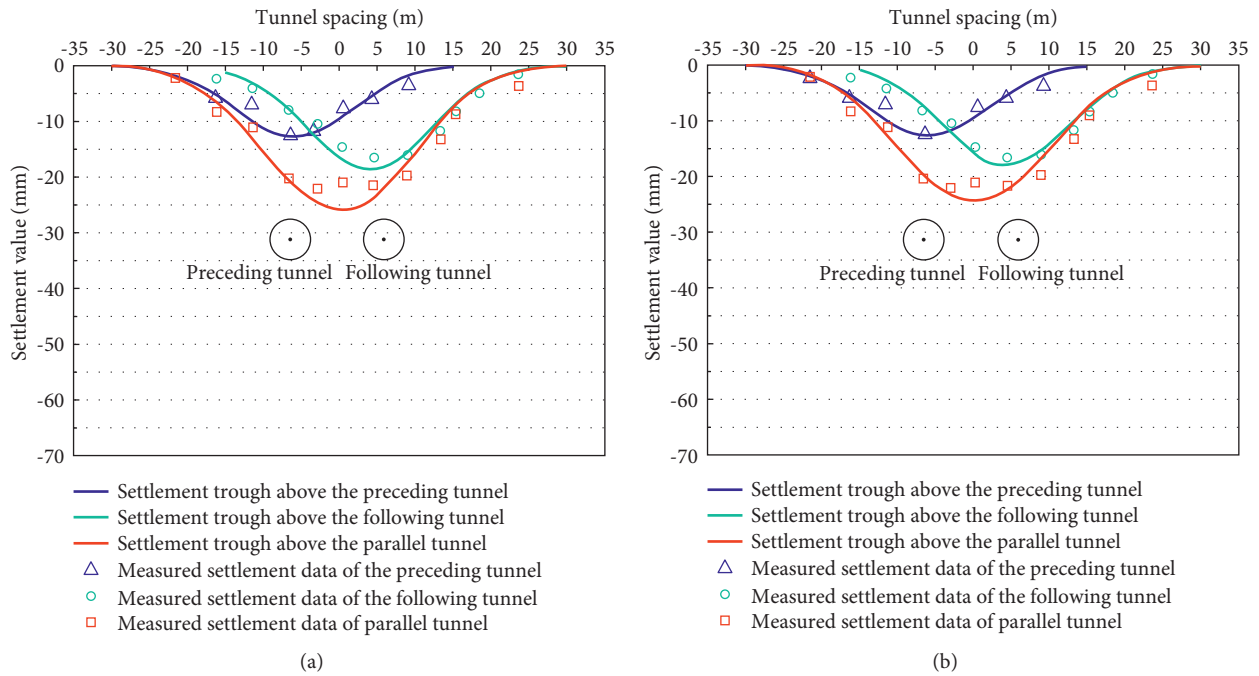 Tunnel spacing (m)
-35 -30 -25 -20 -15 -10 -5 0 5 10 15 20 25 30 35
0
-10
-20
-30
-40
-50
-60
-70
Settlement value (mm)
Preceding tunnel Following tunnel
Settlement trough above the preceding tunnel
Settlement trough above the following tunnel
Settlement trough above the parallel tunnel
Measured settlement data of the preceding tunnel
Measured settlement data of the following tunnel
Measured settlement data of parallel tunnel
(a)
Tunnel spacing (m)
-35 -30 -25 -20 -15 -10 -5 0 5 10 15 20 25 30 35
0
-10
-20
-30
-40
-50
-60
-70
Settlement value (mm)
Preceding tunnel Following tunnel
Settlement trough above the preceding tunnel
Settlement trough above the following tunnel
Settlement trough above the parallel tunnel
Measured settlement data of the preceding tunnel
Measured settlement data of the following tunnel
Measured settlement data of parallel tunnel
(b)